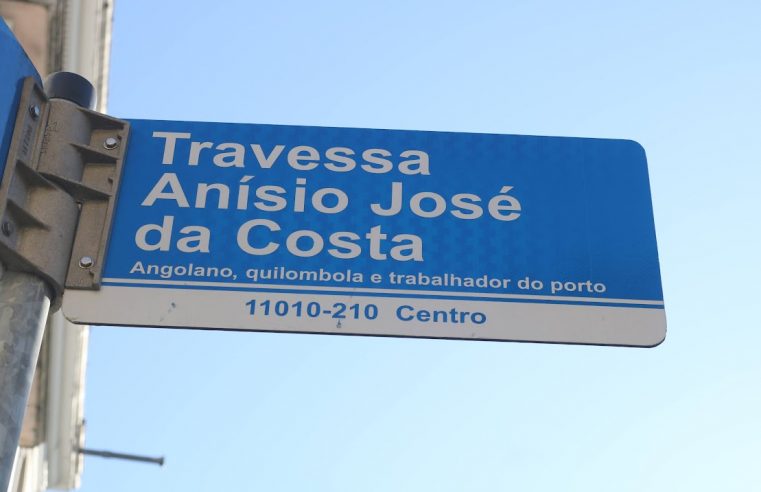 Travessa
Anísio José
da Costa
Angolano, quilombola e trabalhador do porto
11010-210 Centro